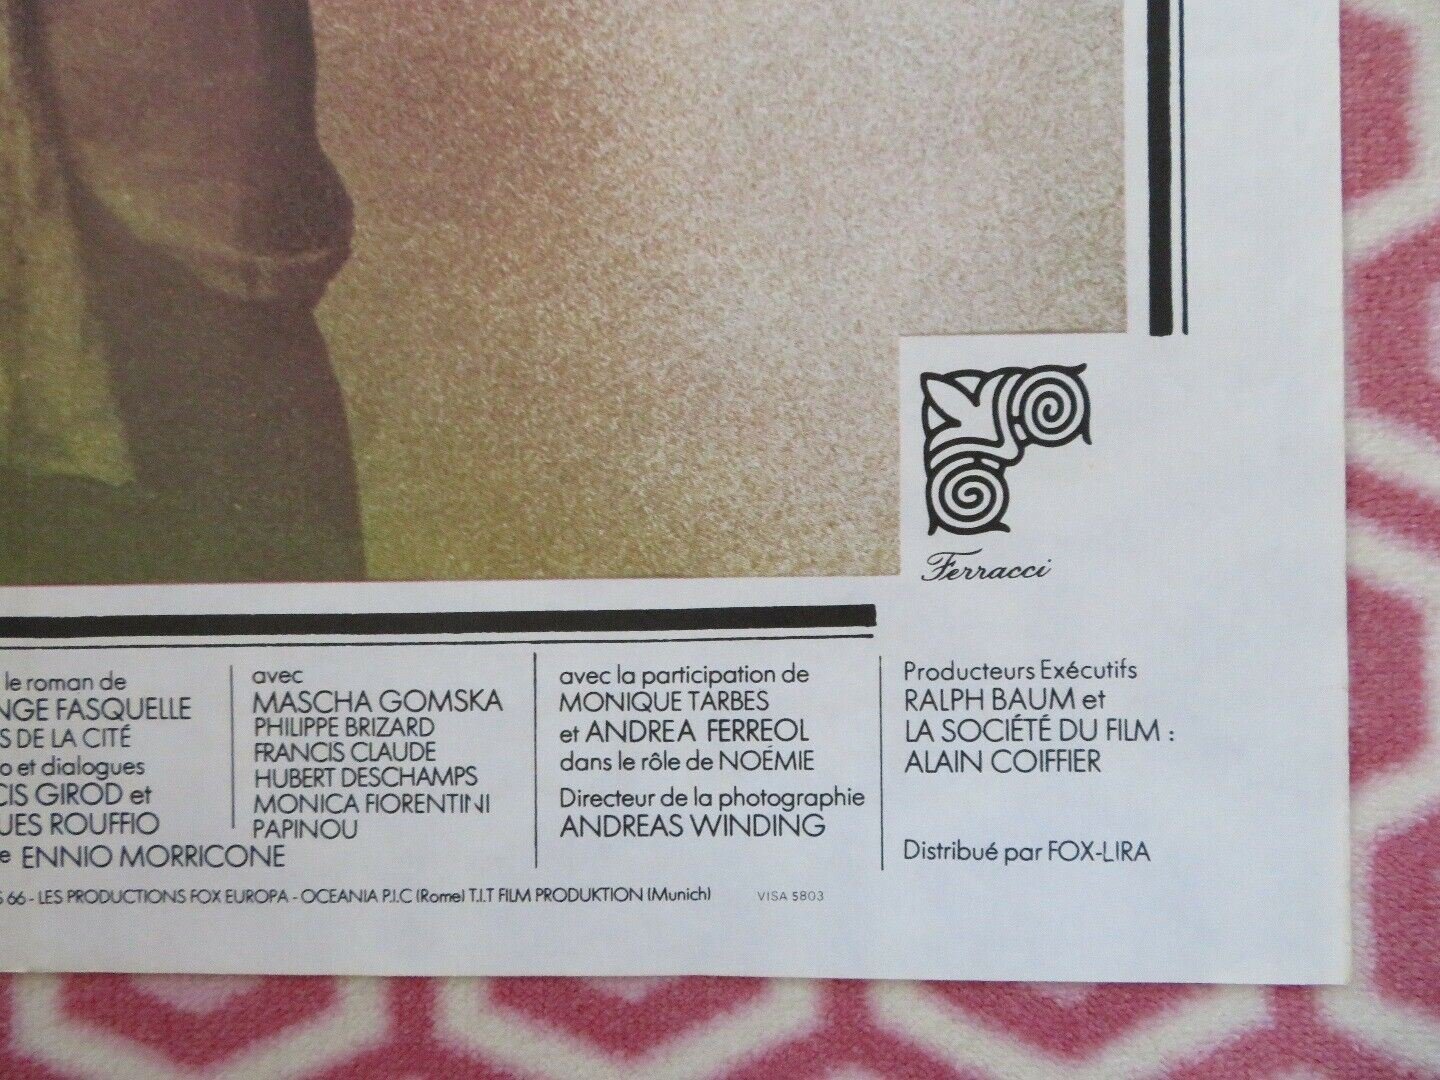 Ferracci
le roman de
NGE FASQUELLE
S DE LA CITÉ
o et dialogues
CIS GIROD et
UES ROUFFIO
e ENNIO MORRICONE
avec
MASCHA GOMSKA
PHILIPPE BRIZARD
FRANCIS CLAUDE
HUBERT DESCHAMPS
MONICA FIORENTINI
PAPINOU
avec la participation de
MONIQUE TARBES
et ANDREA FERREOL
dans le rôle de NOÉMIE
Directeur de la photographie
ANDREAS WINDING
Producteurs Exécutifs
RALPH BAUM et
LA SOCIÉTÉ DU FILM :
ALAIN COIFFIER
Distribué par FOX-LIRA
S 66 - LES PRODUCTIONS FOX EUROPA - OCEANIA P.I.C (Rome) T.I.T FILM PRODUKTION (Munich)
VISA 5803